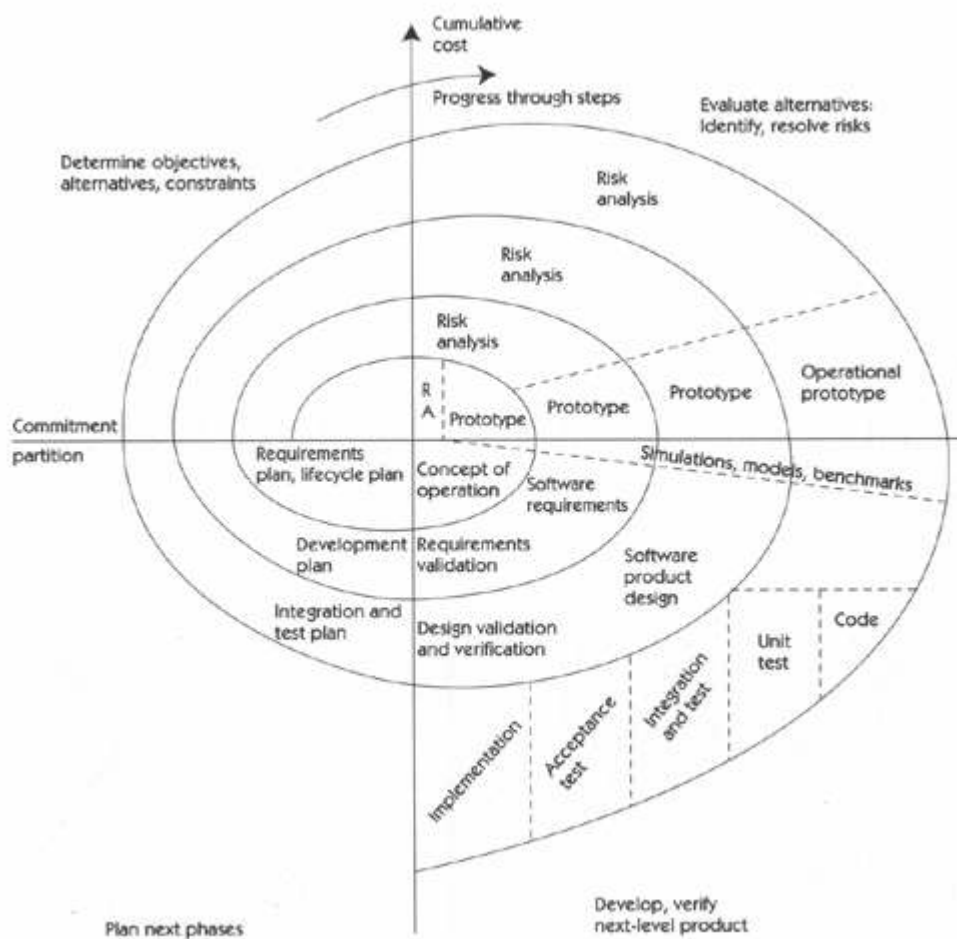 Cumulative
cost
Progress through steps
Evaluate alternatives:
Identify, resolve risks
Determine objectives,
alternatives, constraints
Risk
analysis
Risk
analysis
Risk
analysis
R
A.
Prototype
Prototype
Prototype
Operational
prototype
Commitment
partition
Requirements
plan, lifecycle plan
Concept of
operation
Simulations, models, benchmarks
Software
requirements
Development
plan
Requirements
validation
Software
product
design
Integration and
test plan
Design validation
and verification
Implementation
Acceptance
test
Integration
and test
Unit
test
Code
Plan next phases
Develop, verify
next-level product